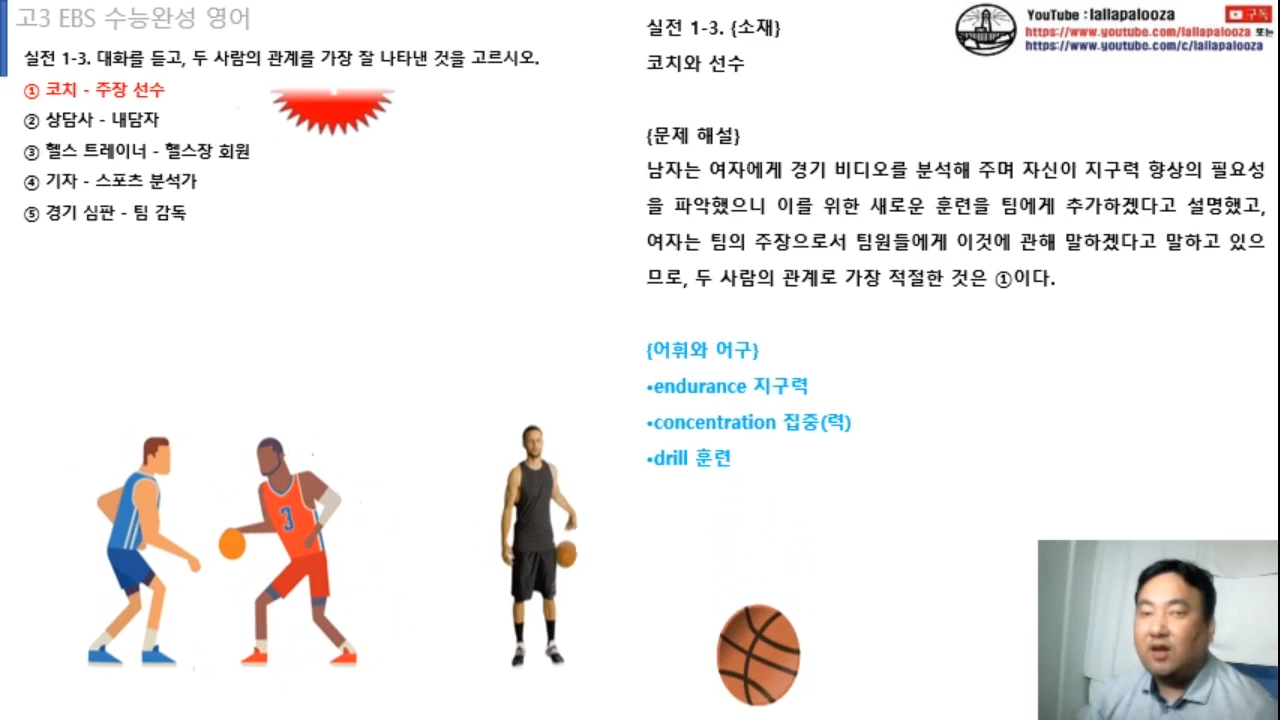 고3 EBS 수능완성 영어
실전 1-3. 대화를 듣고, 두 사람의 관계를 가장 잘 나타낸 것을 고르시오.
① 코치 - 주장 선수
② 상담사 - 내담자
③ 헬스 트레이너 - 헬스장 회원
④ 기자 - 스포츠 분석가
⑤ 경기 심판 - 팀 감독
3
실전 1-3. {소재}
코치와 선수
{문제 해설}
남자는 여자에게 경기 비디오를 분석해 주며 자신이 지구력 향상의 필요성
을 파악했으니 이를 위한 새로운 훈련을 팀에게 추가하겠다고 설명했고,
여자는 팀의 주장으로서 팀원들에게 이것에 관해 말하겠다고 말하고 있으
므로, 두 사람의 관계로 가장 적절한 것은 ①이다.
{어휘와 어구}
•endurance 지구력
•concentration 집중(력)
•drill 훈련
YouTube : lallapalooza
구독
https://www.youtube.com/lallapalooza 또는
https://www.youtube.com/c/lallapalooza